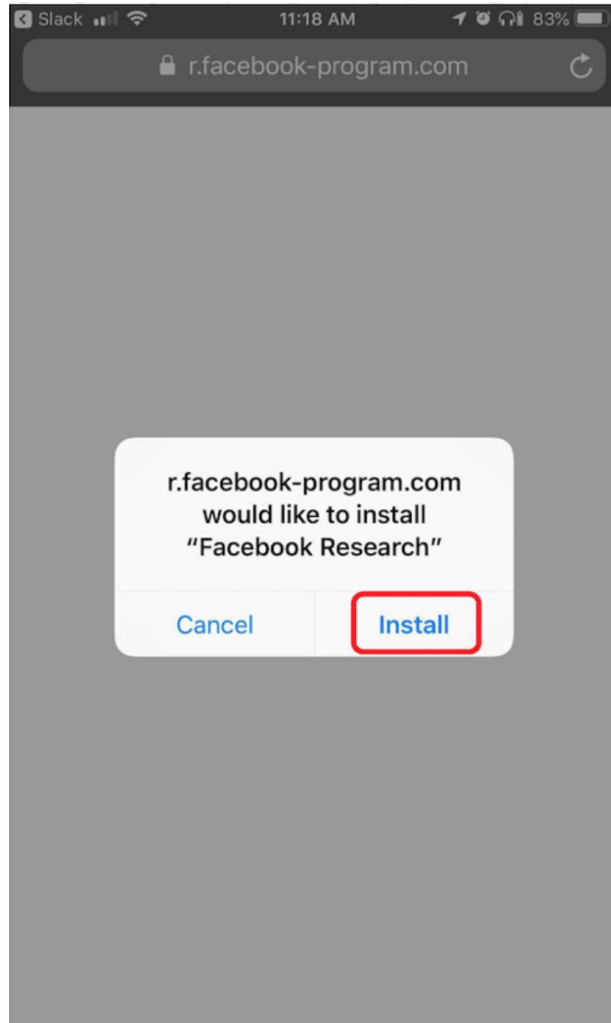 Slack 11:18 AM 83%
r.facebook-program.com
r.facebook-program.com
would like to install
“Facebook Research”
Cancel Install